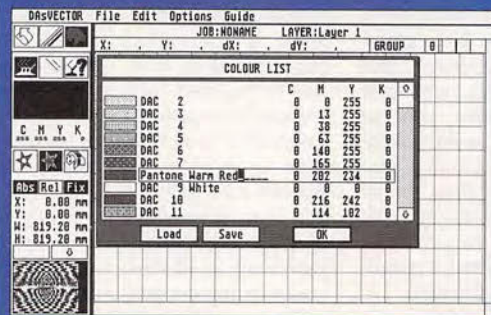 DAsVECTOR File Edit Options Guide
JOB:NONAME LAYER:Layer 1
X: . Y: . dX: . dY: . GROUP 0
COLOUR LIST
C M Y K
DAC 2 0 0 255 0
DAC 3 0 13 255 0
DAC 4 0 38 255 0
DAC 5 0 63 255 0
DAC 6 0 140 255 0
DAC 7 0 165 255 0
Pantone Warm Red____ 0 202 234 0
DAC 9 White 0 0 0 0
DAC 10 0 216 242 0
DAC 11 0 114 102 0
Load Save OK
C M Y K
Abs Rel Fix
X: 0.00 mm
Y: 0.00 mm
W: 819.20 mm
H: 819.20 mm